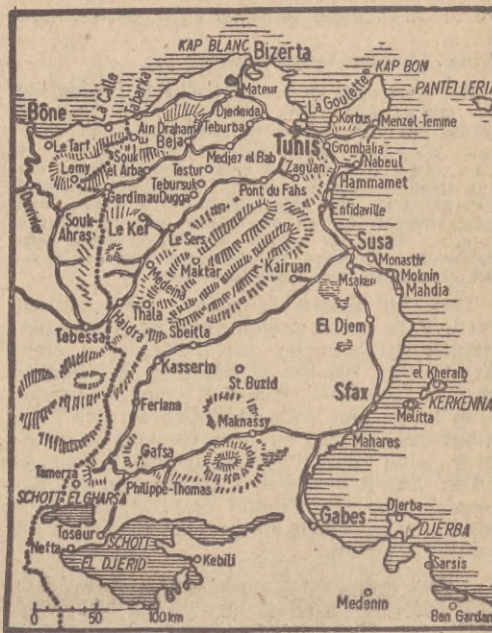 KAP BLANC
Bizerta
KAP BON
PANTELLERIA
Mateur
La Calle
Tabarka
La Goulette
Bône
Korbus
Menzel-Temine
Djedeida
Le Tarf
Ain Draham
Teburba
Tunis
Grombalia
Beja
Souk el Arba
Nabeul
Lemy
Medjez el Bab
Zaguan
Testur
Hammamet
Tebursuk
Pont du Fahs
Gardimau
Dugga
Enfidaville
Souk-Ahras
Le Kef
Le Sers
Susa
Monastir
Medeina
Maktar
Kairuan
Moknin
Msaken
Mahdia
Thala
El Djem
Haidra
Tebessa
Sbeitla
Kasserin
el Kheraib
St. Buzid
Sfax
KERKENNA
Feriana
Melitta
Maknassy
Mahares
Gafsa
Tamerza
Philippe-Thomas
SCHOTT EL GHARSA
Djerba
Gabes
DJERBA
Toseur
SCHOTT
Nefta
EL DJERID
Kebili
Sarsis
Medenin
Ben Gardan
0 50 100 km